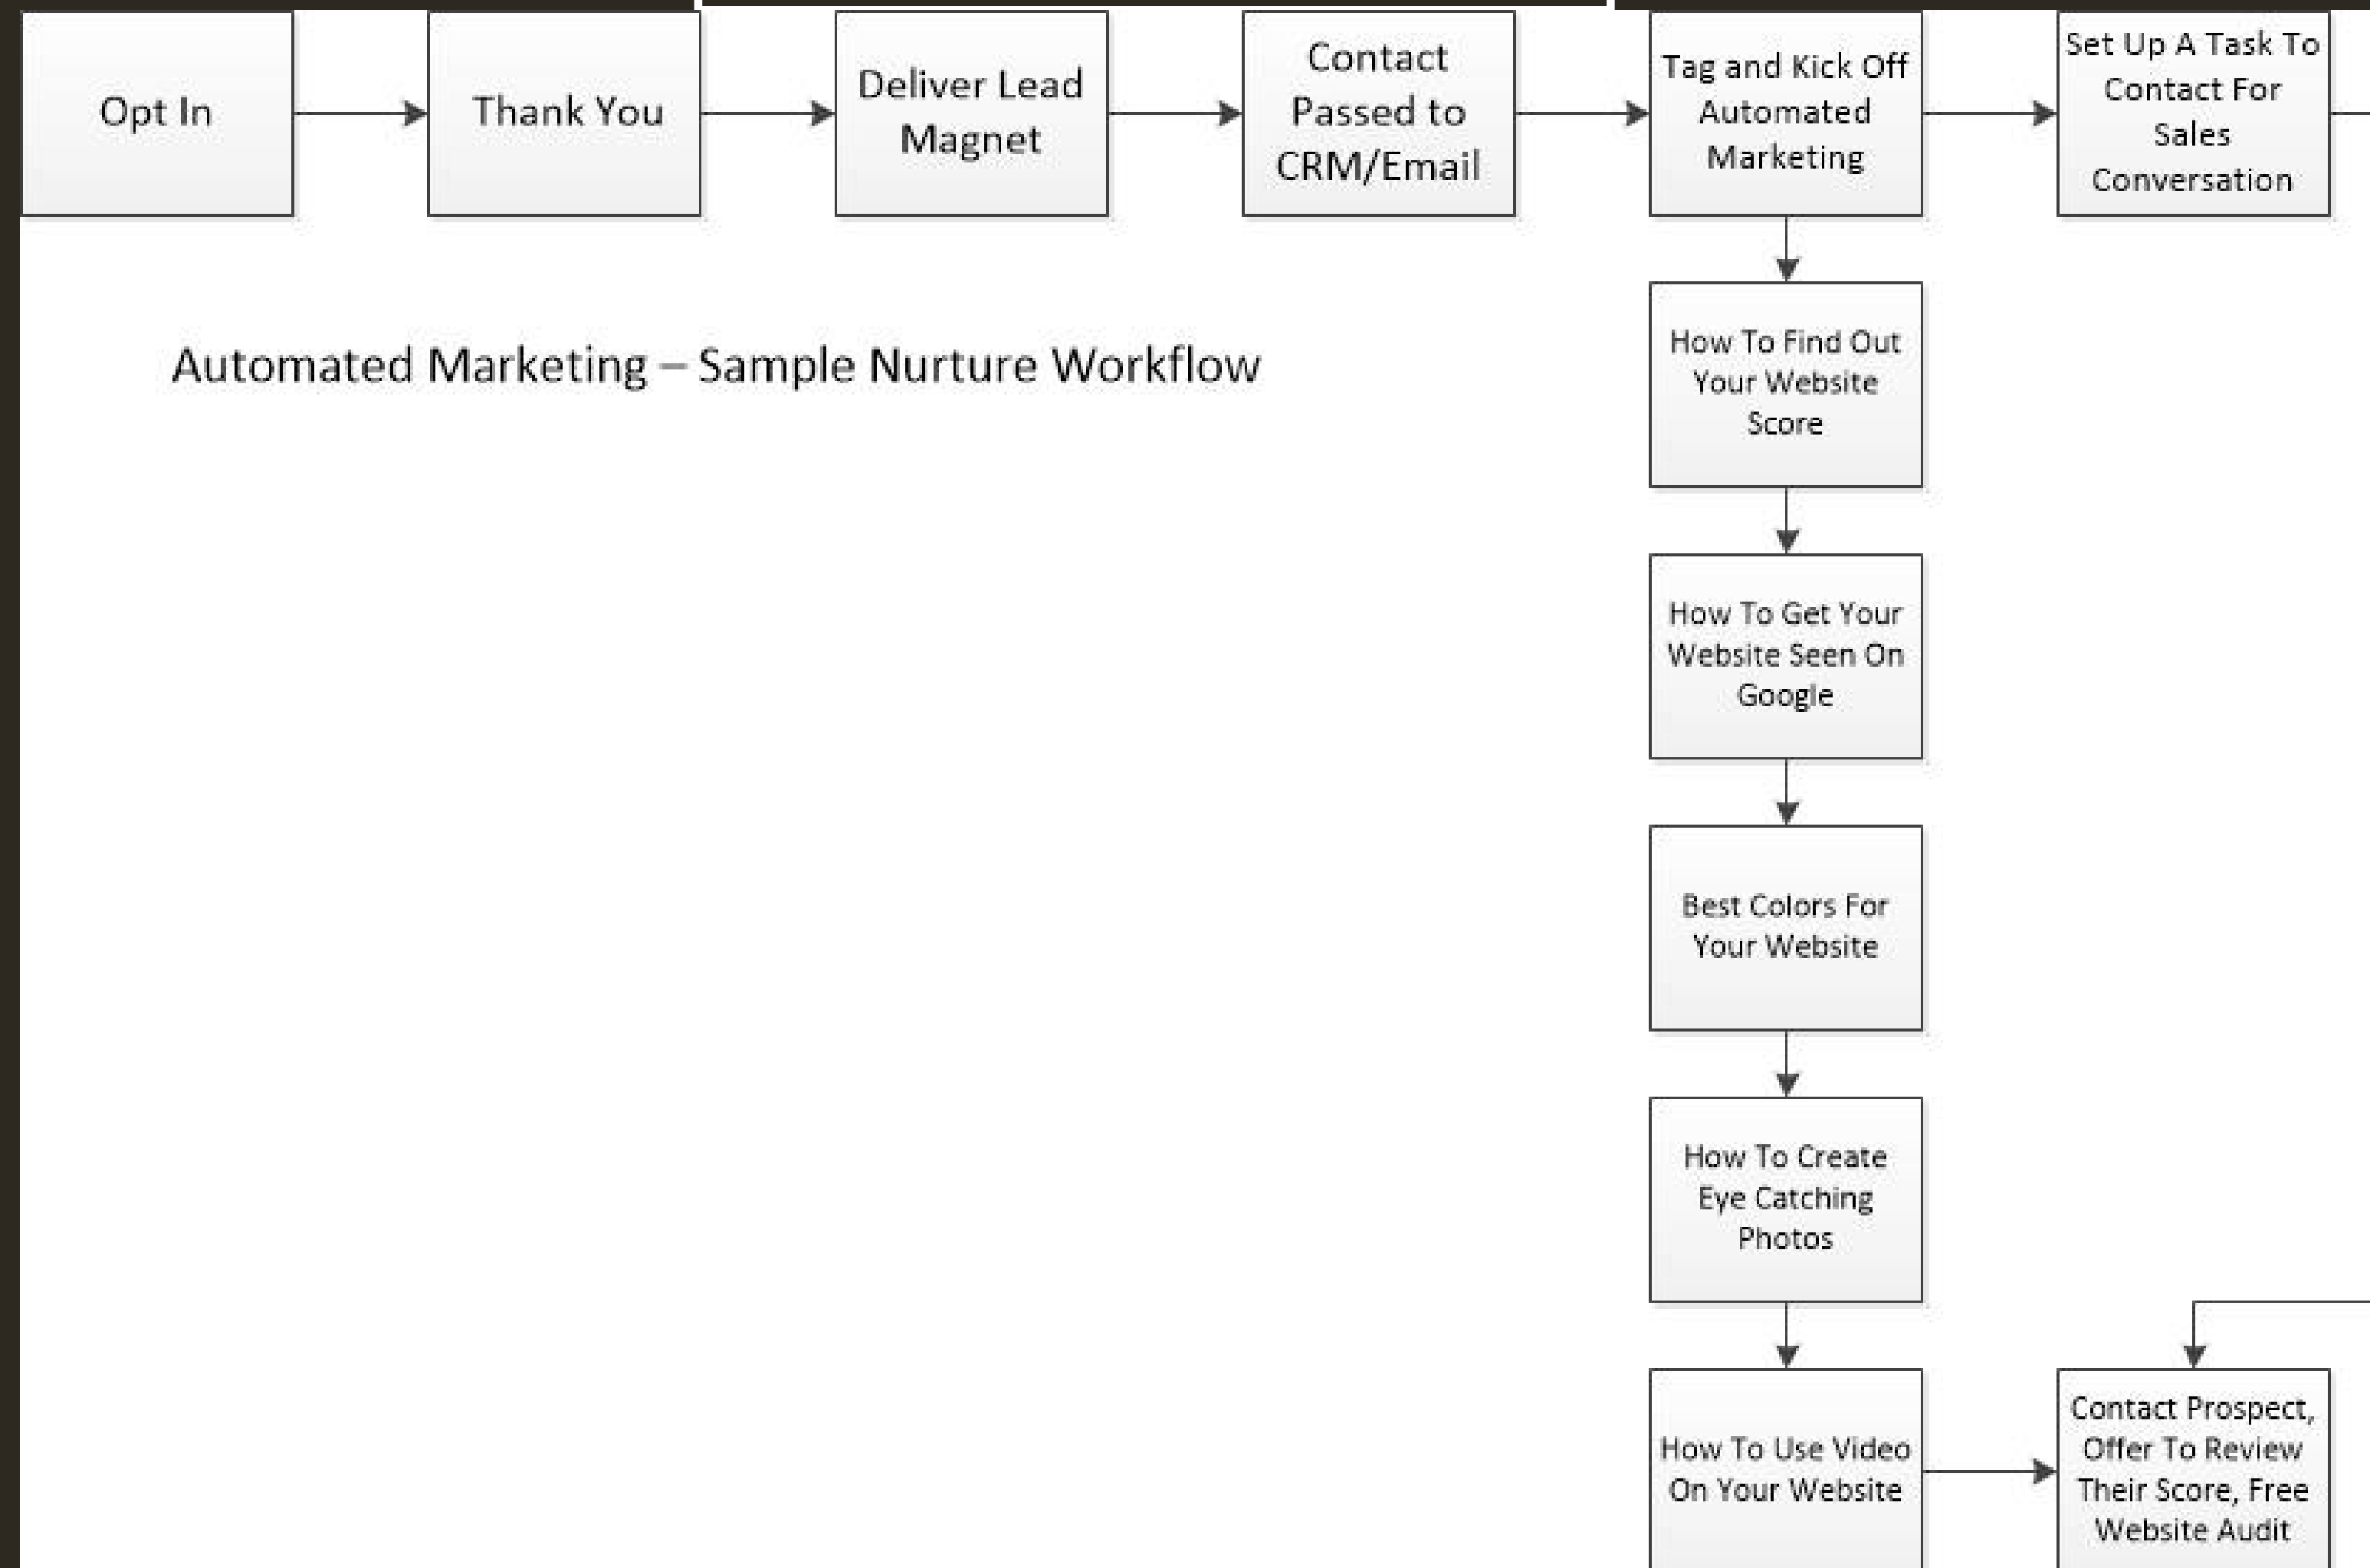 Opt In
Thank You
Deliver Lead
Magnet
Contact
Passed to
CRM/Email
Tag and Kick Off
Automated
Marketing
Set Up A Task To
Contact For
Sales
Conversation
Automated Marketing – Sample Nurture Workflow
How To Find Out
Your Website
Score
How To Get Your
Website Seen On
Google
Best Colors For
Your Website
How To Create
Eye Catching
Photos
How To Use Video
On Your Website
Contact Prospect,
Offer To Review
Their Score, Free
Website Audit